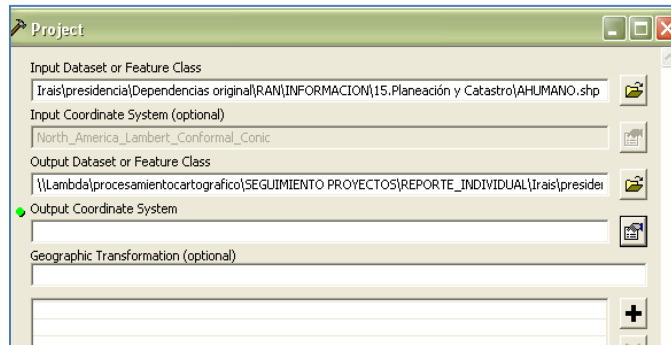 Project
Input Dataset or Feature Class
Irais\presidencia\Dependencias original\RAN\INFORMACION\15.Planeación y Catastro\AHUMANO.shp
Input Coordinate System (optional)
North_America_Lambert_Conformal_Conic
Output Dataset or Feature Class
\\Lambda\procesamientocartografico\SEGUIMIENTO PROYECTOS\REPORTE_INDIVIDUAL\Irais\presider
Output Coordinate System
Geographic Transformation (optional)